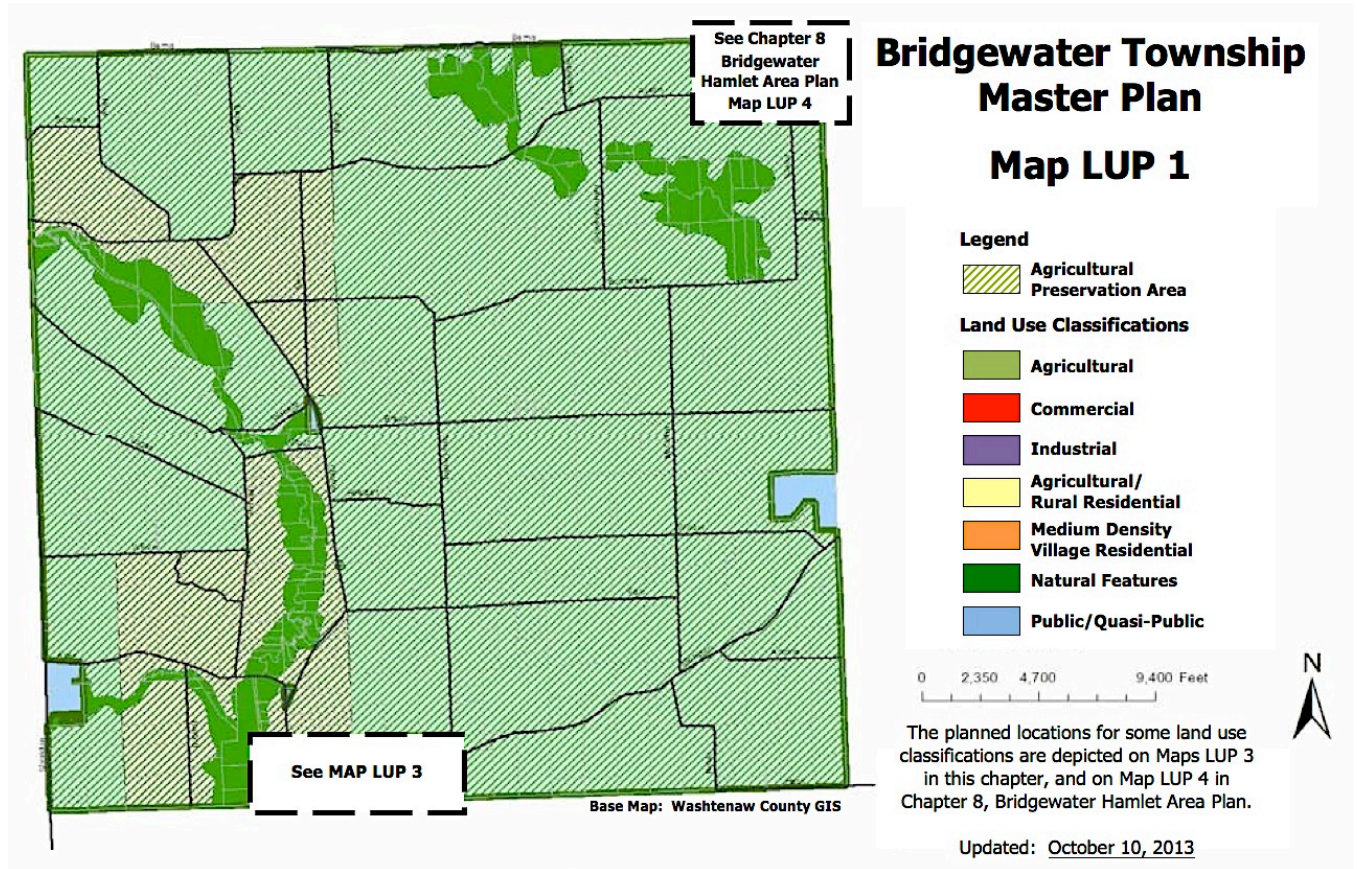 See Chapter 8
Bridgewater
Hamlet Area Plan
Map LUP 4
Bridgewater Township
Master Plan
Map LUP 1
Legend
Agricultural
Preservation Area
Land Use Classifications
Agricultural
Commercial
Industrial
Agricultural/
Rural Residential
Medium Density
Village Residential
Natural Features
Public/Quasi-Public
0 2,350 4,700 9,400 Feet
N
The planned locations for some land use
classifications are depicted on Maps LUP 3
in this chapter, and on Map LUP 4 in
Chapter 8, Bridgewater Hamlet Area Plan.
Updated: October 10, 2013
See MAP LUP 3
Base Map: Washtenaw County GIS